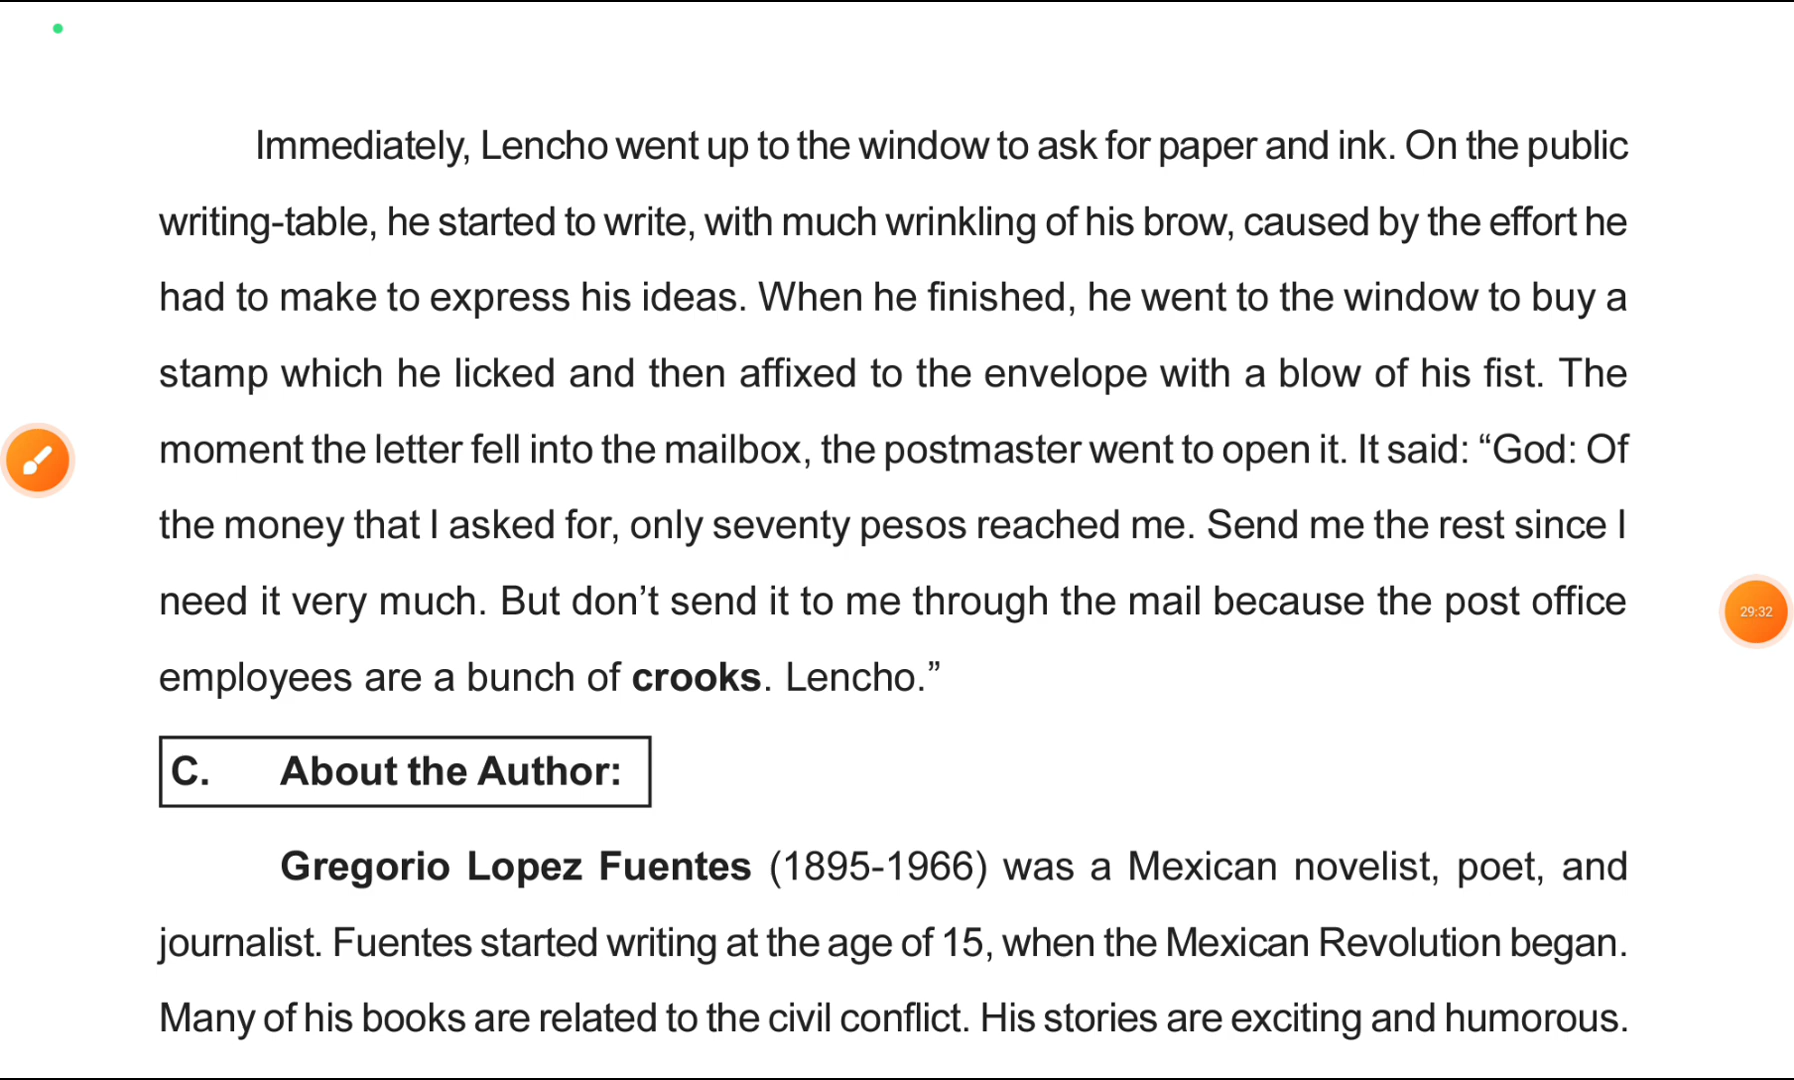 Immediately, Lencho went up to the window to ask for paper and ink. On the public
writing-table, he started to write, with much wrinkling of his brow, caused by the effort he
had to make to express his ideas. When he finished, he went to the window to buy a
stamp which he licked and then affixed to the envelope with a blow of his fist. The
moment the letter fell into the mailbox, the postmaster went to open it. It said: “God: Of
the money that I asked for, only seventy pesos reached me. Send me the rest since I
need it very much. But don’t send it to me through the mail because the post office
29:32
employees are a bunch of crooks. Lencho.”
C. About the Author:
Gregorio Lopez Fuentes (1895-1966) was a Mexican novelist, poet, and
journalist. Fuentes started writing at the age of 15, when the Mexican Revolution began.
Many of his books are related to the civil conflict. His stories are exciting and humorous.